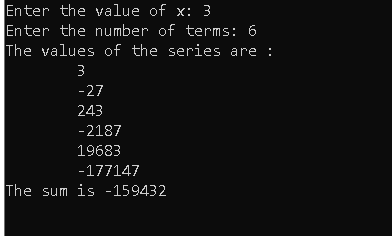 Enter the value of x: 3
Enter the number of terms: 6
The values of the series are :
3
-27
243
-2187
19683
-177147
The sum is -159432